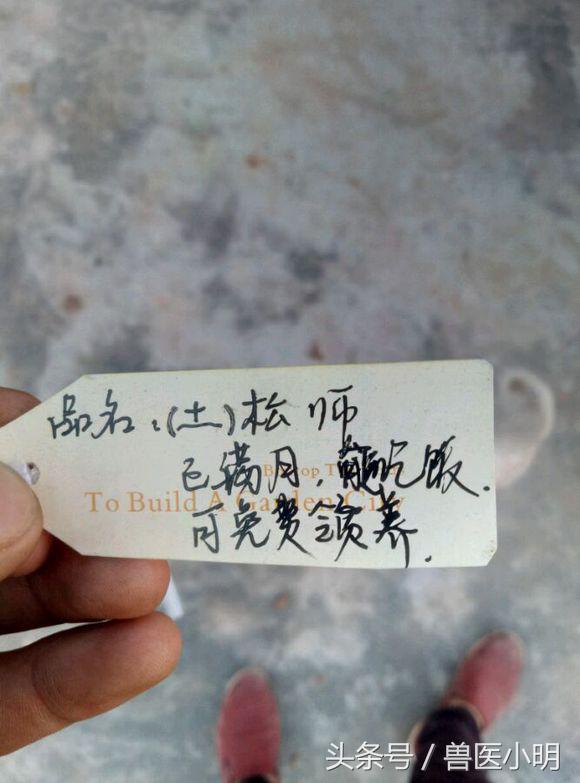 品名：(土)松师
已满月，能吃饭.
To Build A Garden City
可免费领养.
头条号 / 兽医小明